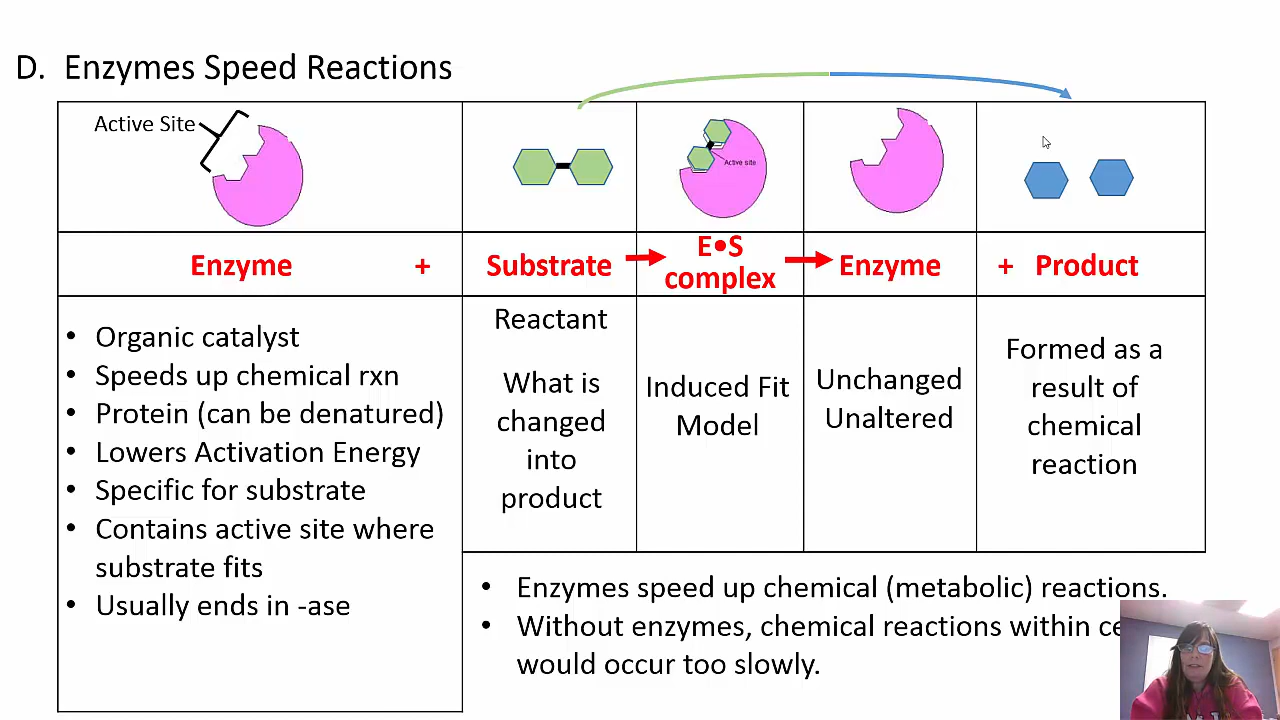 D. Enzymes Speed Reactions
Active Site
Active site
Enzyme + Substrate E•S complex Enzyme + Product
• Organic catalyst
• Speeds up chemical rxn
• Protein (can be denatured)
• Lowers Activation Energy
• Specific for substrate
• Contains active site where
substrate fits
• Usually ends in -ase
Reactant
What is
changed
into
product
Induced Fit
Model
Unchanged
Unaltered
Formed as a
result of
chemical
reaction
• Enzymes speed up chemical (metabolic) reactions.
• Without enzymes, chemical reactions within
would occur too slowly.